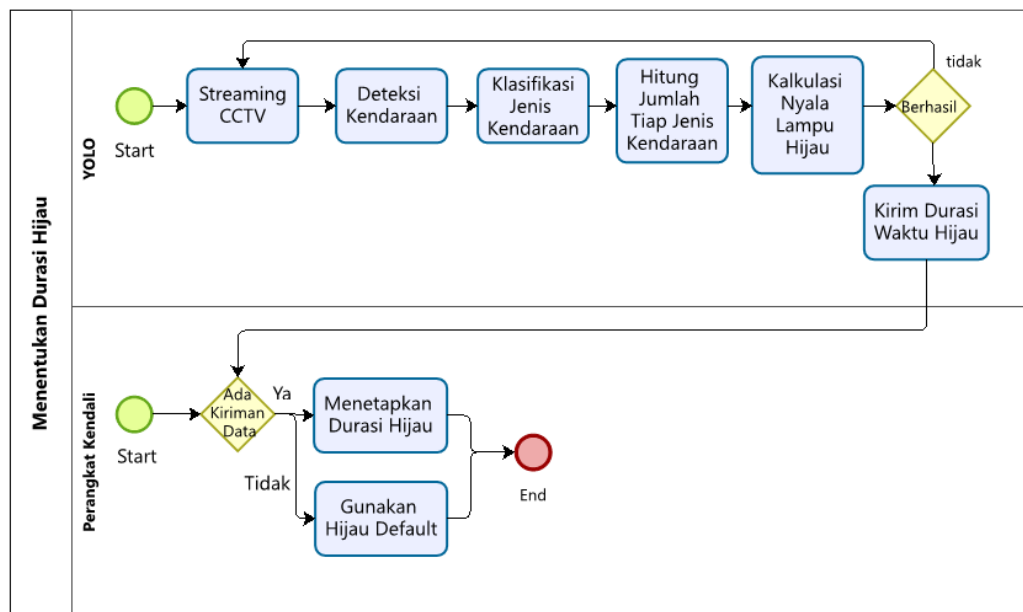 Menentukan Durasi Hijau
YOLO
Start
Streaming
CCTV
Deteksi
Kendaraan
Klasifikasi
Jenis
Kendaraan
Hitung
Jumlah
Tiap Jenis
Kendaraan
Kalkulasi
Nyala
Lampu
Hijau
Berhasil
tidak
Kirim Durasi
Waktu Hijau
Perangkat Kendali
Start
Ada
Kiriman
Data
Ya
Menetapkan
Durasi Hijau
Tidak
Gunakan
Hijau Default
End